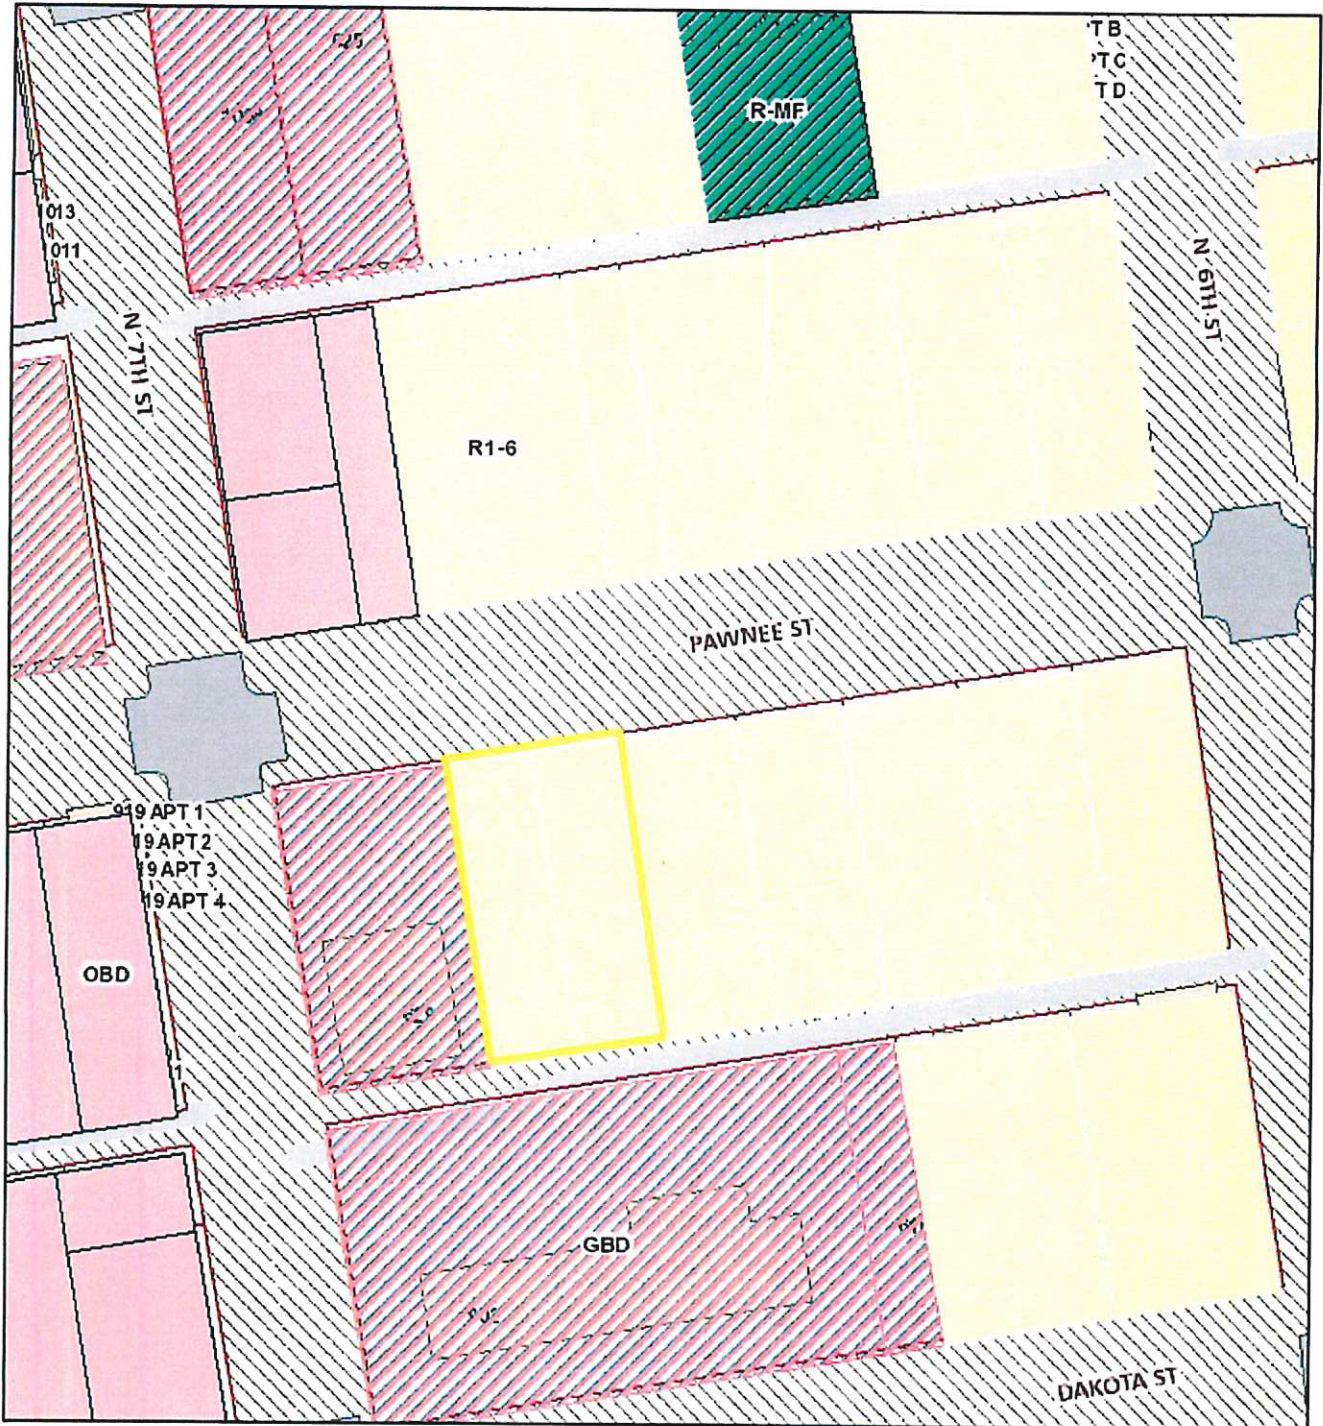 TB
TC
TD
R-MF
013
011
N 6TH ST
N 7TH ST
R1-6
PAWNEE ST
919 APT 1
19 APT 2
19 APT 3
19 APT 4
OBD
1
GBD
DAKOTA ST